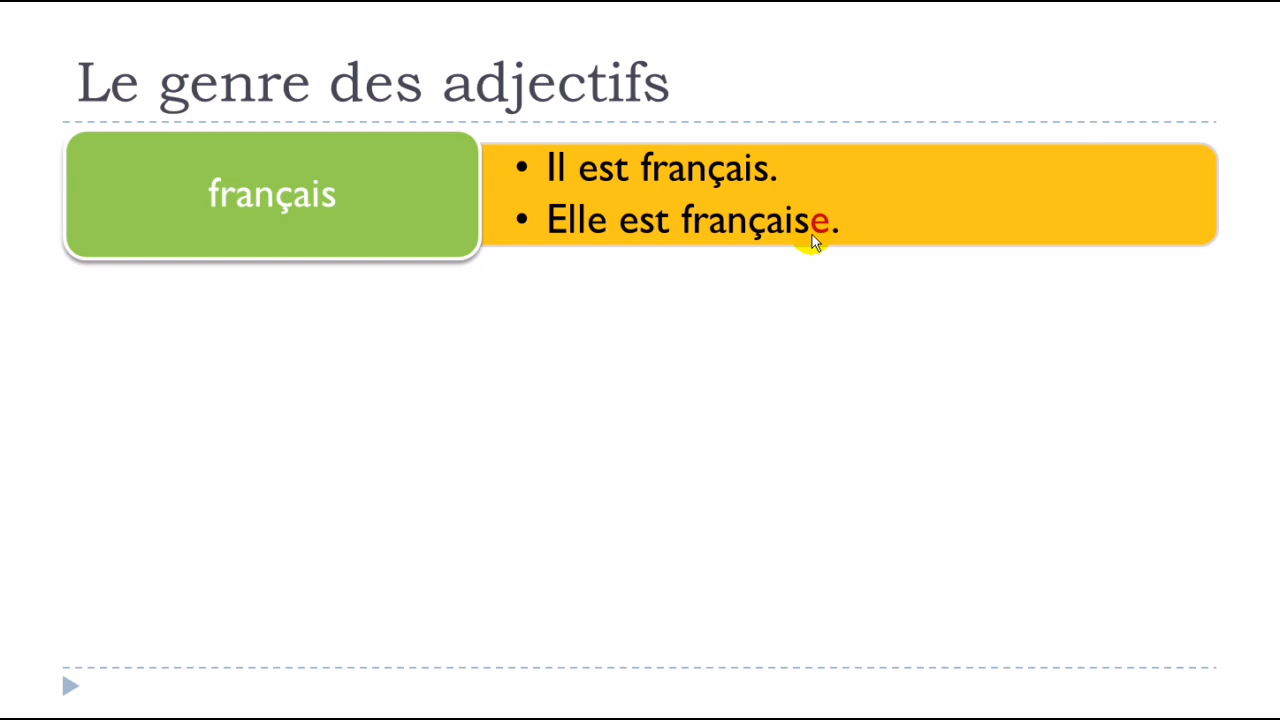 Le genre des adjectifs
français
• Il est français.
• Elle est française.